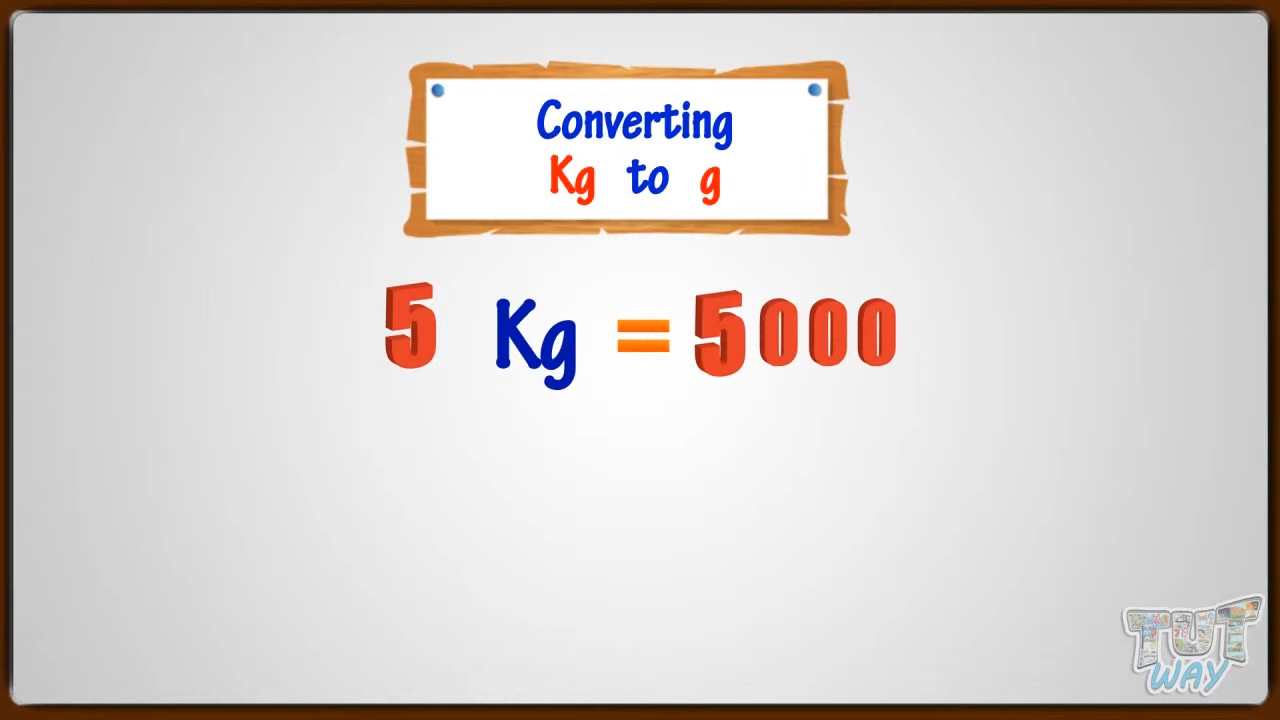 Converting
Kg to g
5 Kg = 5000
TUT
WAY